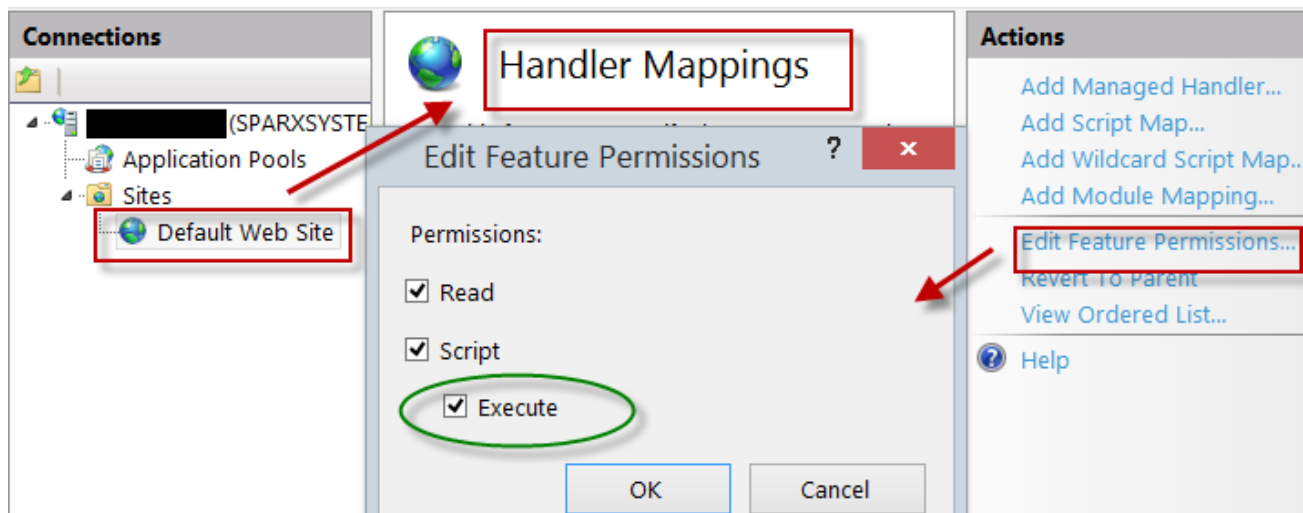 Connections
(SPARXSYSTE
Application Pools
Sites
Default Web Site
Handler Mappings
Edit Feature Permissions
?
Permissions:
Read
Script
Execute
OK
Cancel
Actions
Add Managed Handler...
Add Script Map...
Add Wildcard Script Map..
Add Module Mapping...
Edit Feature Permissions...
Revert To Parent
View Ordered List...
Help